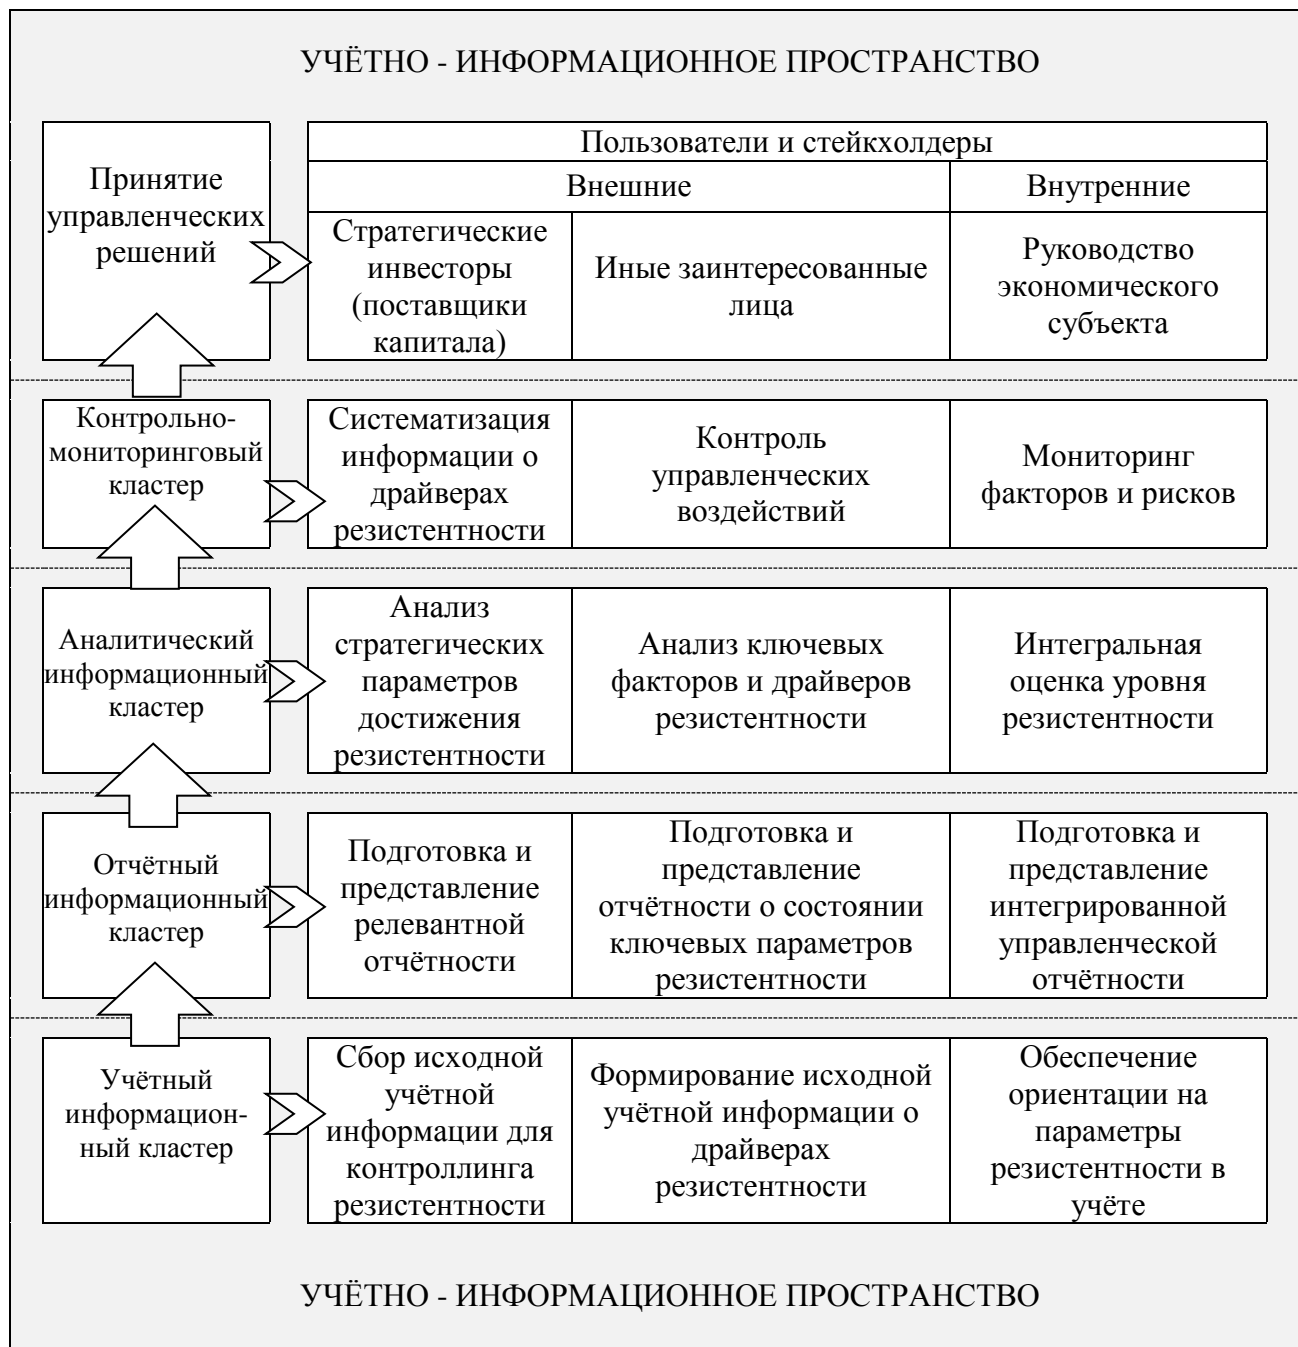 УЧЁТНО - ИНФОРМАЦИОННОЕ ПРОСТРАНСТВО
Принятие
управленческих
решений
Пользователи и стейкхолдеры
Внешние
Внутренние
Стратегические
инвесторы
(поставщики
капитала)
Иные заинтересованные
лица
Руководство
экономического
субъекта
Контрольно-
мониторинговый
кластер
Систематизация
информации о
драйверах
резистентности
Контроль
управленческих
воздействий
Мониторинг
факторов и рисков
Аналитический
информационный
кластер
Анализ
стратегических
параметров
достижения
резистентности
Анализ ключевых
факторов и драйверов
резистентности
Интегральная
оценка уровня
резистентности
Отчётный
информационный
кластер
Подготовка и
представление
релевантной
отчётности
Подготовка и
представление
отчётности о состоянии
ключевых параметров
резистентности
Подготовка и
представление
интегрированной
управленческой
отчётности
Учётный
информацион-
ный кластер
Сбор исходной
учётной
информации для
контроллинга
резистентности
Формирование исходной
учётной информации о
драйверах
резистентности
Обеспечение
ориентации на
параметры
резистентности в
учёте
УЧЁТНО - ИНФОРМАЦИОННОЕ ПРОСТРАНСТВО